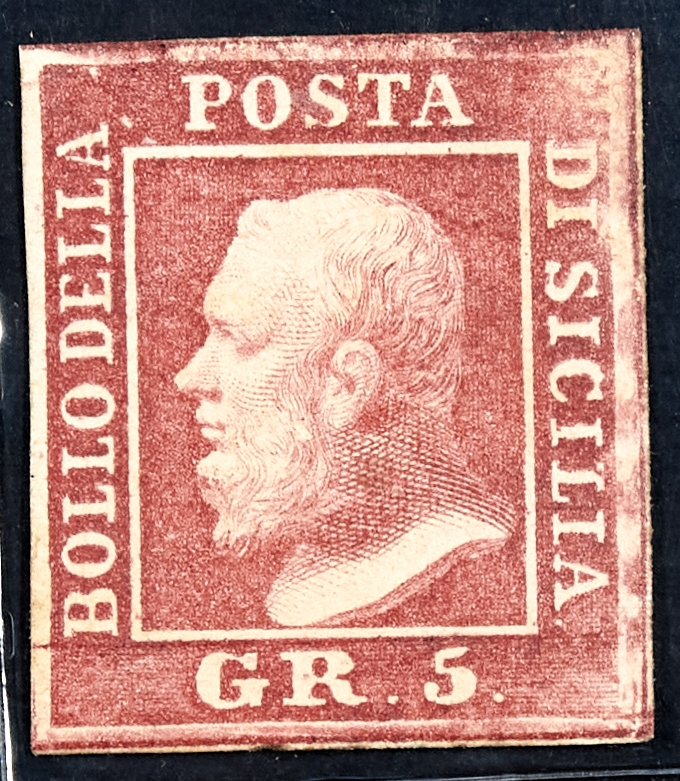 BOLLO DELLA
POSTA
DI SICILIA
GR. 5.